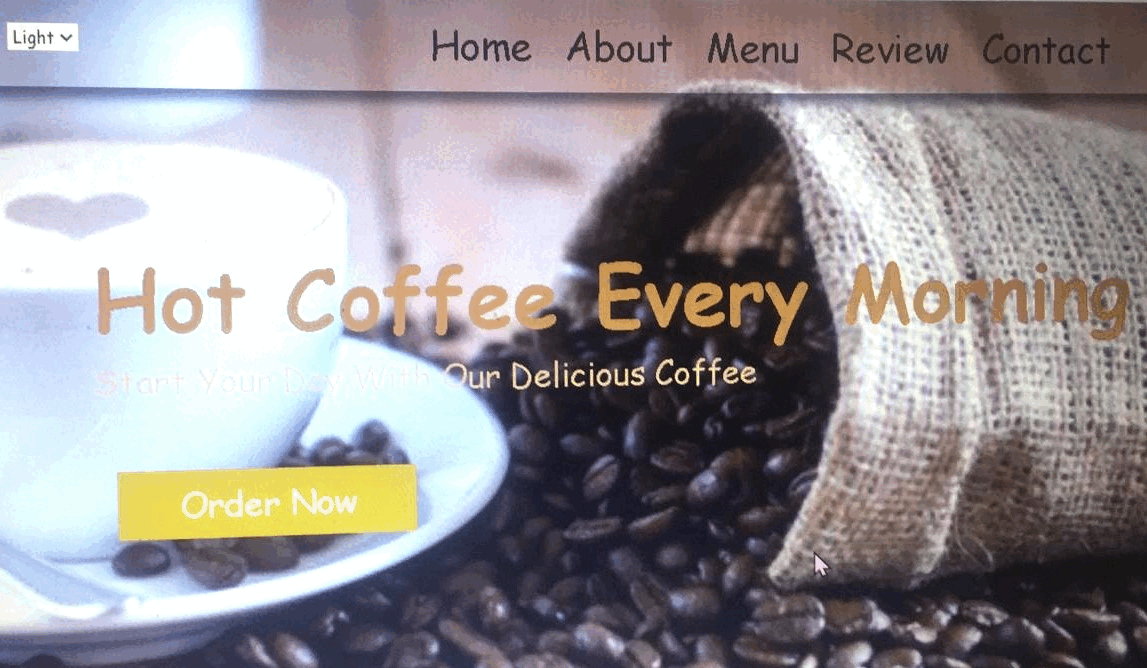 Light
Home About Menu Review Contact
Hot Coffee Every Morning
Start Your Day With Our Delicious Coffee
Order Now